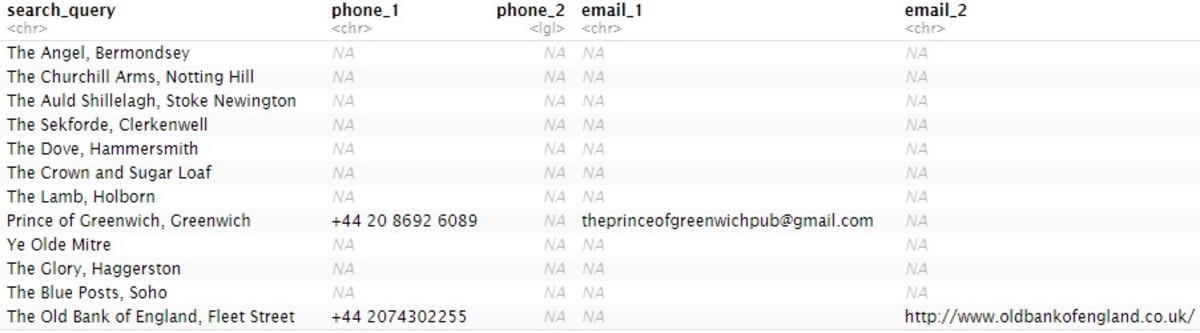 search_query phone_1 phone_2 email_1 email_2
<chr> <chr> <lgl> <chr> <chr>
The Angel, Bermondsey NA NA NA NA
The Churchill Arms, Notting Hill NA NA NA NA
The Auld Shillelagh, Stoke Newington NA NA NA NA
The Sekforde, Clerkenwell NA NA NA NA
The Dove, Hammersmith NA NA NA NA
The Crown and Sugar Loaf NA NA NA NA
The Lamb, Holborn NA NA NA NA
Prince of Greenwich, Greenwich +44 20 8692 6089 NA theprinceofgreenwichpub@gmail.com NA
Ye Olde Mitre NA NA NA NA
The Glory, Haggerston NA NA NA NA
The Blue Posts, Soho NA NA NA NA
The Old Bank of England, Fleet Street +44 2074302255 NA NA http://www.oldbankofengland.co.uk/